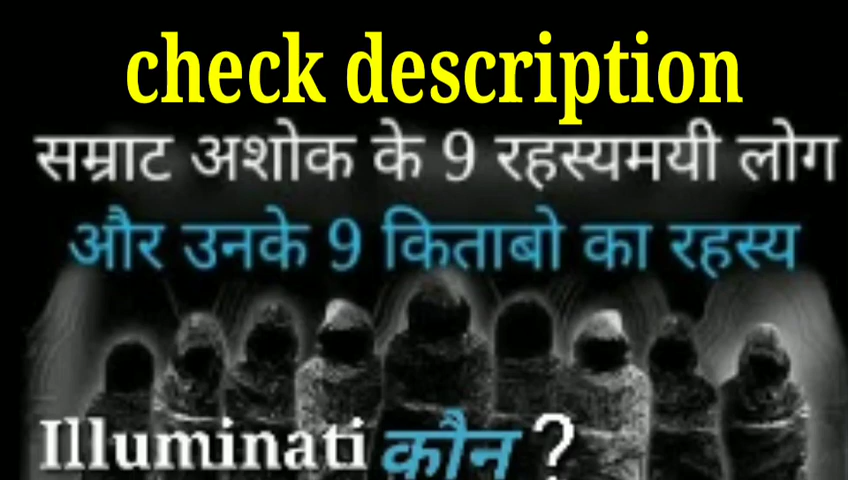 check description
सम्राट अशोक के 9 रहस्यमयी लोग
और उनके 9 किताबो का रहस्य
Illuminati कौन ?